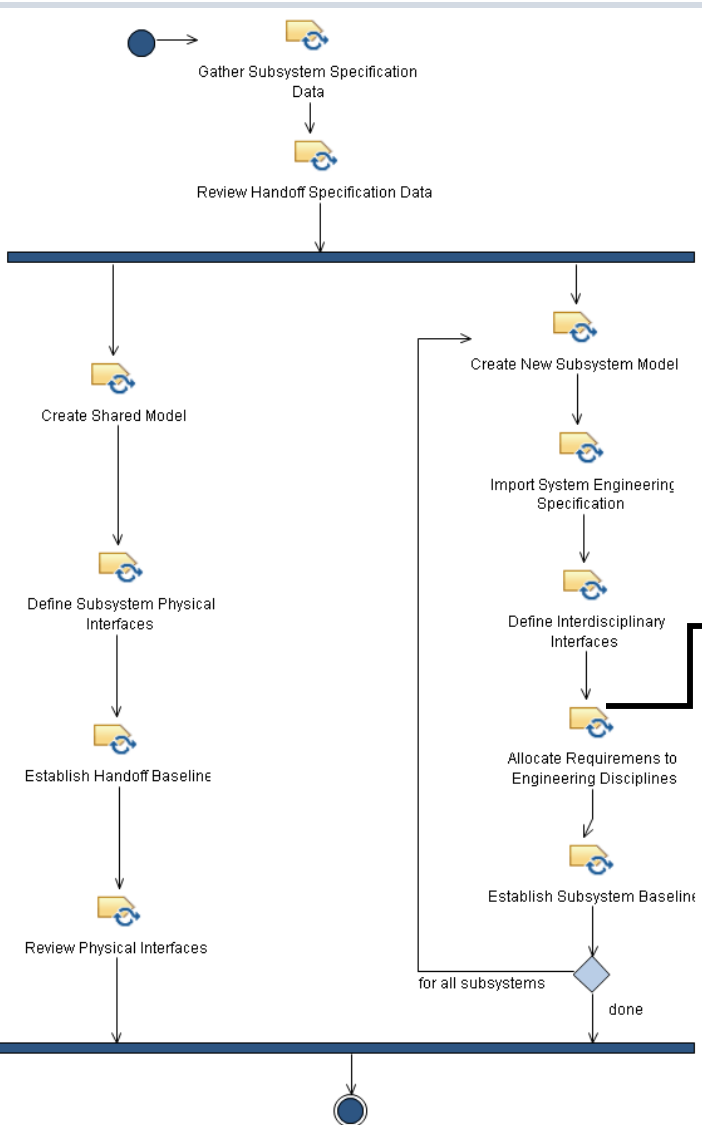 Gather Subsystem Specification
Data
Review Handoff Specification Data
Create New Subsystem Model
Create Shared Model
Import System Engineering
Specification
Define Subsystem Physical
Interfaces
Define Interdisciplinary
Interfaces
Establish Handoff Baseline
Allocate Requiremens to
Engineering Disciplines
Establish Subsystem Baseline
Review Physical Interfaces
for all subsystems
done